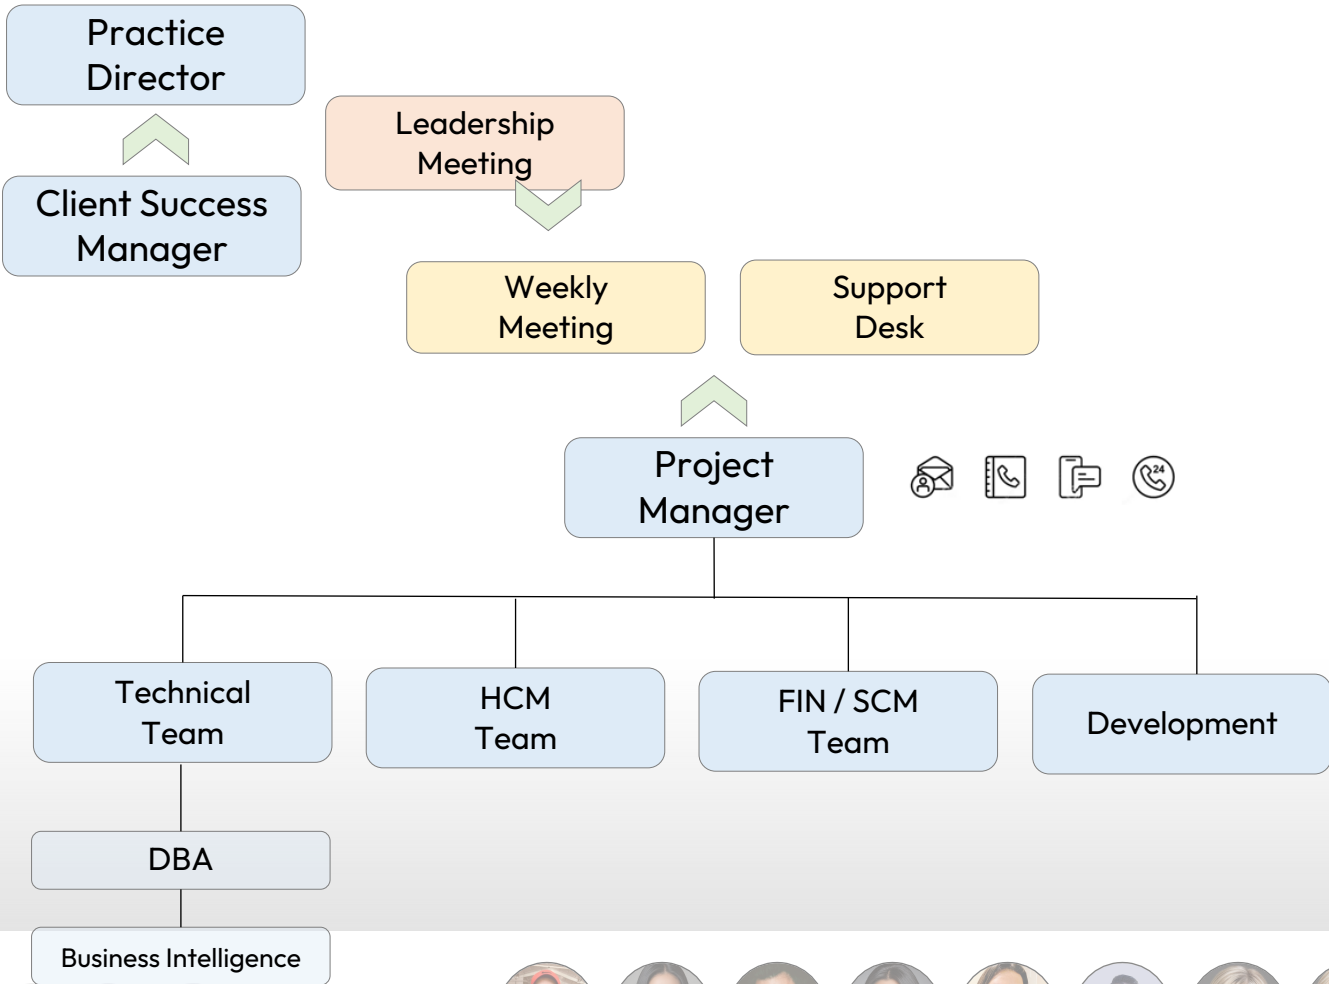 Practice
Director
Leadership
Meeting
Client Success
Manager
Weekly
Meeting
Support
Desk
Project
Manager
24
Technical
Team
HCM
Team
FIN / SCM
Team
Development
DBA
Business Intelligence